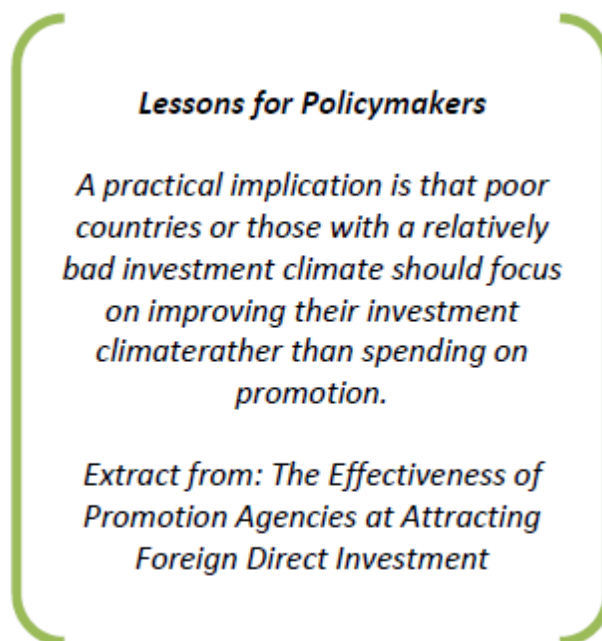 Lessons for Policymakers
A practical implication is that poor
countries or those with a relatively
bad investment climate should focus
on improving their investment
climaterather than spending on
promotion.
Extract from: The Effectiveness of
Promotion Agencies at Attracting
Foreign Direct Investment